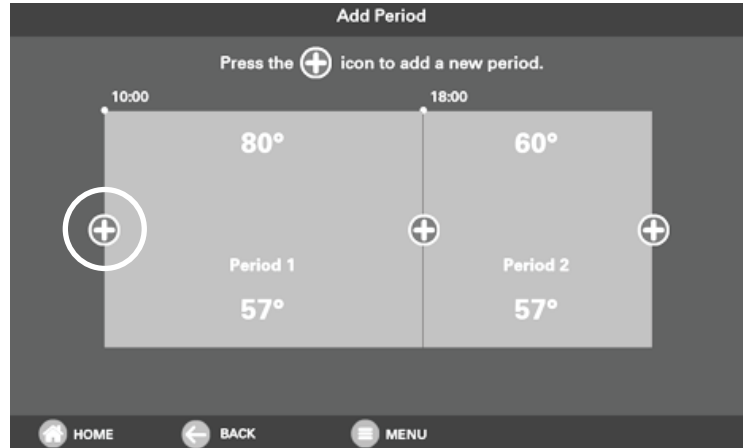 Add Period
Press the icon to add a new period.
10:00 18:00
80° 60°
Period 1 Period 2
57° 57°
HOME BACK MENU